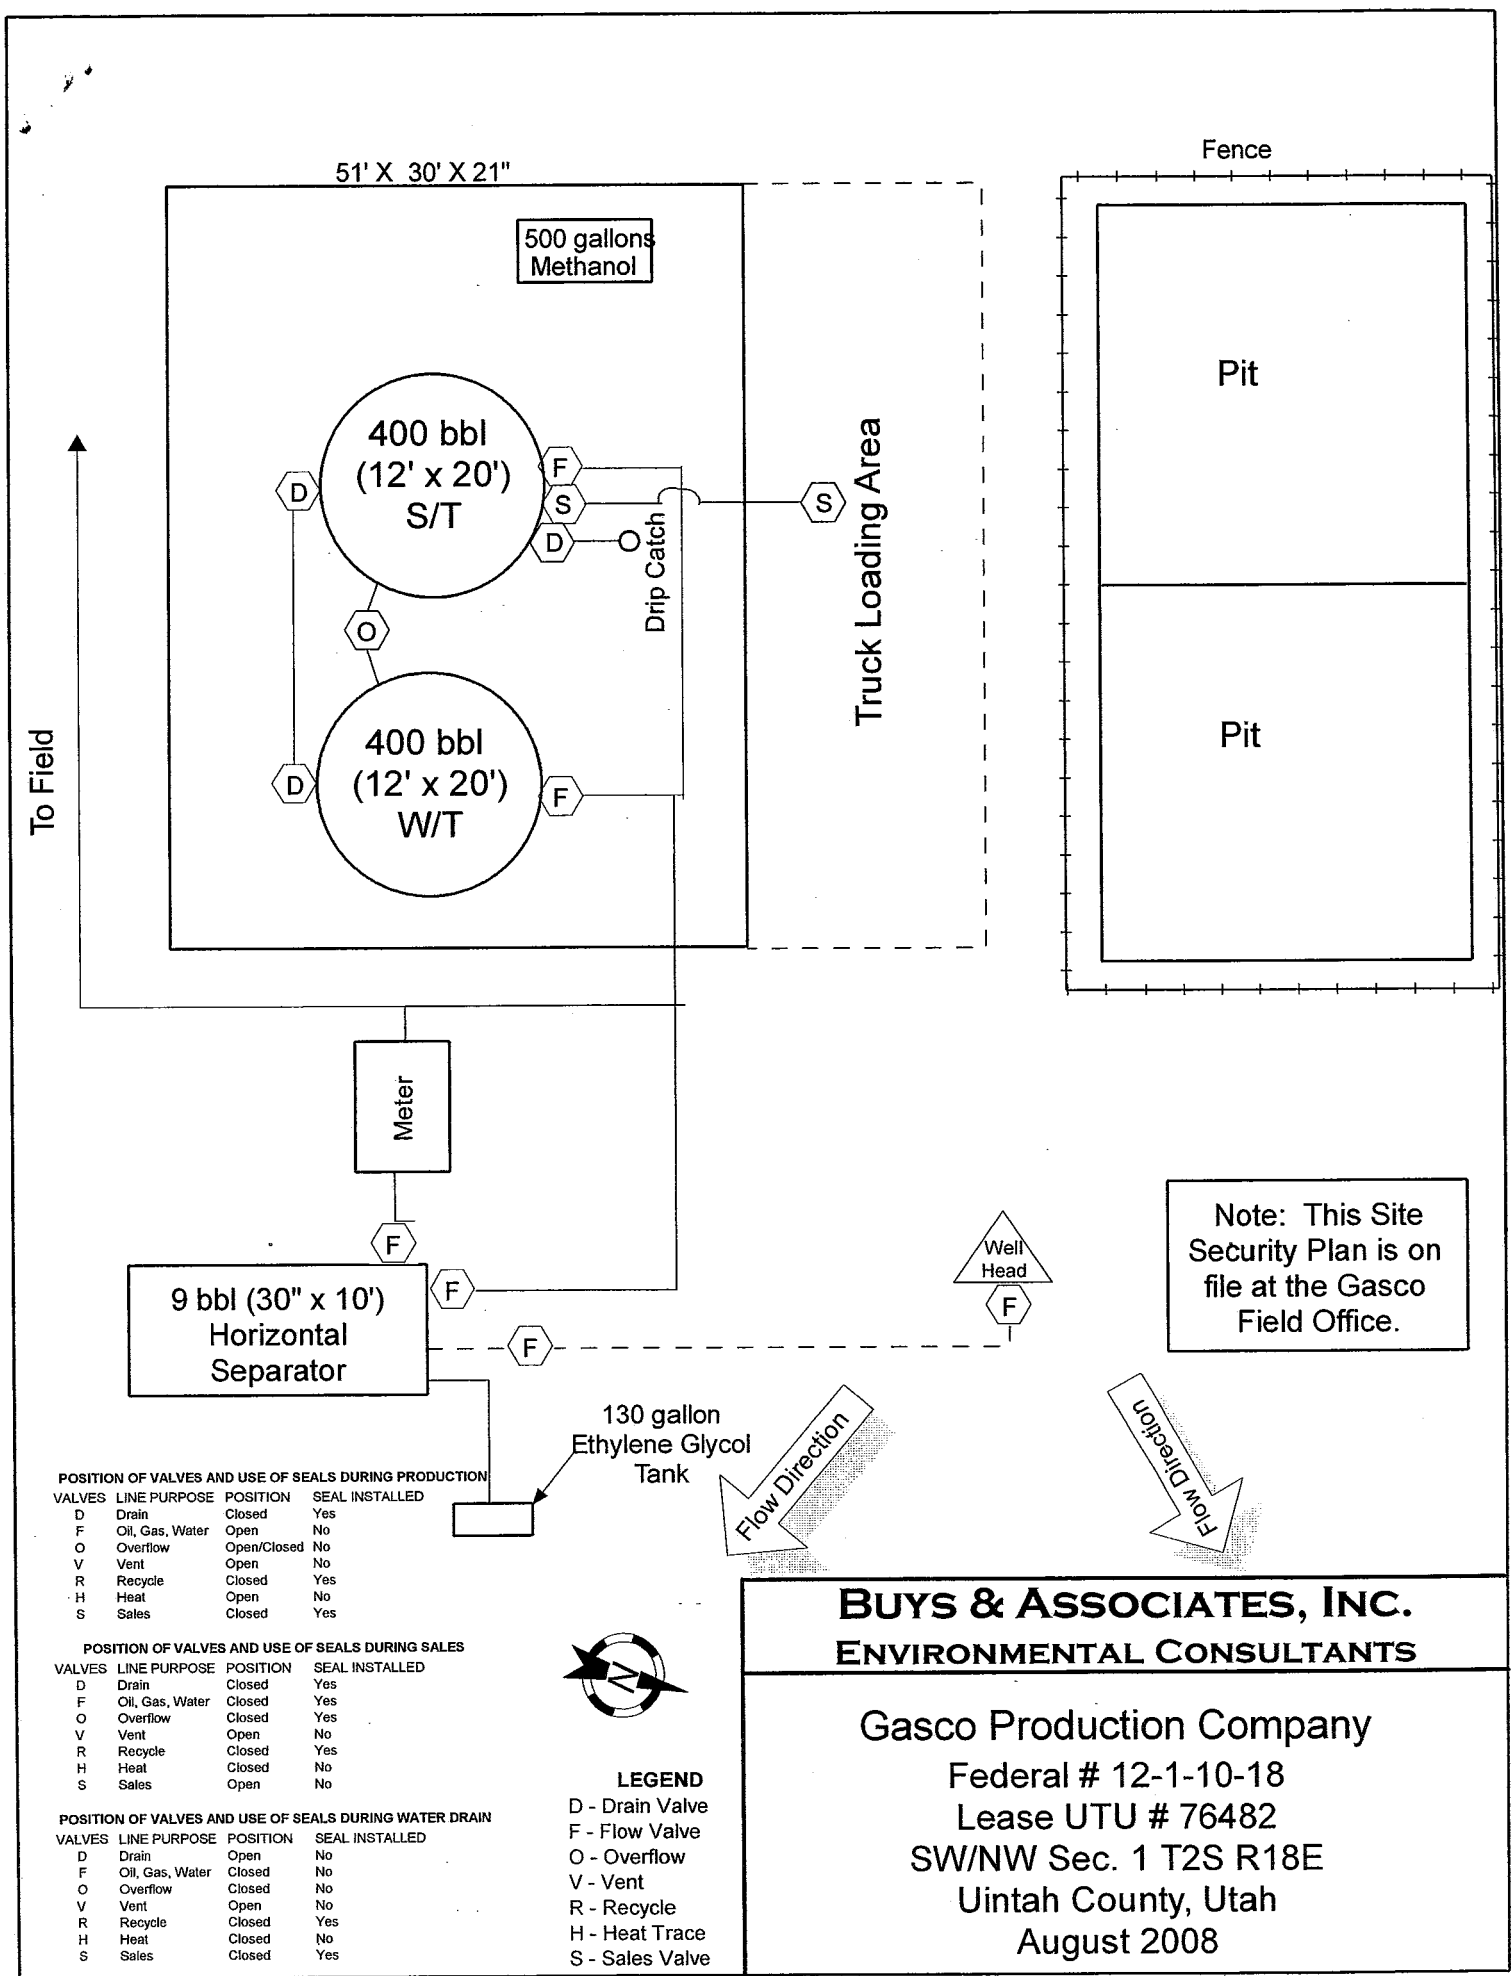 Fence
51' X 30' X 21"
500 gallons
Methanol
Pit
400 bbl
(12' x 20')
S/T
D
F
S
D
Drip Catch
S
Truck Loading Area
O
400 bbl
(12' x 20')
W/T
D
F
Pit
To Field
Meter
F
F
9 bbl (30" x 10')
Horizontal
Separator
F
Well
Head
F
Note: This Site
Security Plan is on
file at the Gasco
Field Office.
130 gallon
Ethylene Glycol
Tank
Flow Direction
Flow Direction
POSITION OF VALVES AND USE OF SEALS DURING PRODUCTION
VALVES LINE PURPOSE POSITION SEAL INSTALLED
D Drain Closed Yes
F Oil, Gas, Water Open No
O Overflow Open/Closed No
V Vent Open No
R Recycle Closed Yes
H Heat Open No
S Sales Closed Yes
POSITION OF VALVES AND USE OF SEALS DURING SALES
VALVES LINE PURPOSE POSITION SEAL INSTALLED
D Drain Closed Yes
F Oil, Gas, Water Closed Yes
O Overflow Closed Yes
V Vent Open No
R Recycle Closed Yes
H Heat Closed No
S Sales Open No
POSITION OF VALVES AND USE OF SEALS DURING WATER DRAIN
VALVES LINE PURPOSE POSITION SEAL INSTALLED
D Drain Open No
F Oil, Gas, Water Closed No
O Overflow Closed No
V Vent Open No
R Recycle Closed Yes
H Heat Closed No
S Sales Closed Yes
N
LEGEND
D - Drain Valve
F - Flow Valve
O - Overflow
V - Vent
R - Recycle
H - Heat Trace
S - Sales Valve
BUYS & ASSOCIATES, INC.
ENVIRONMENTAL CONSULTANTS
Gasco Production Company
Federal # 12-1-10-18
Lease UTU # 76482
SW/NW Sec. 1 T2S R18E
Uintah County, Utah
August 2008